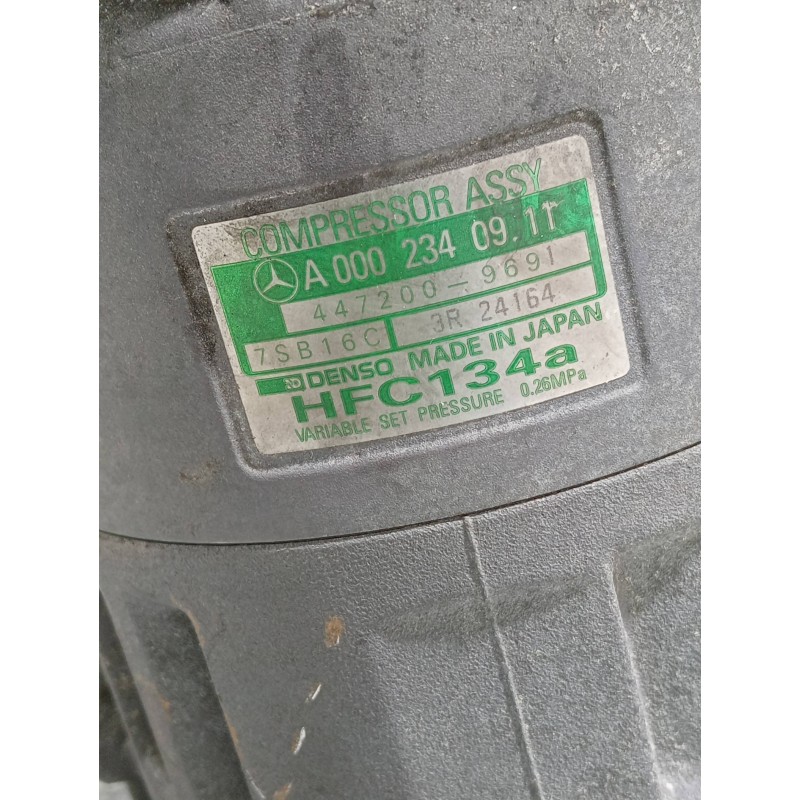 COMPRESSOR ASSY
A 000 234 09.11
447200-9691
7SB16C 3R 24164
DENSO MADE IN JAPAN
HFC134a
VARIABLE SET PRESSURE 0.26MPa